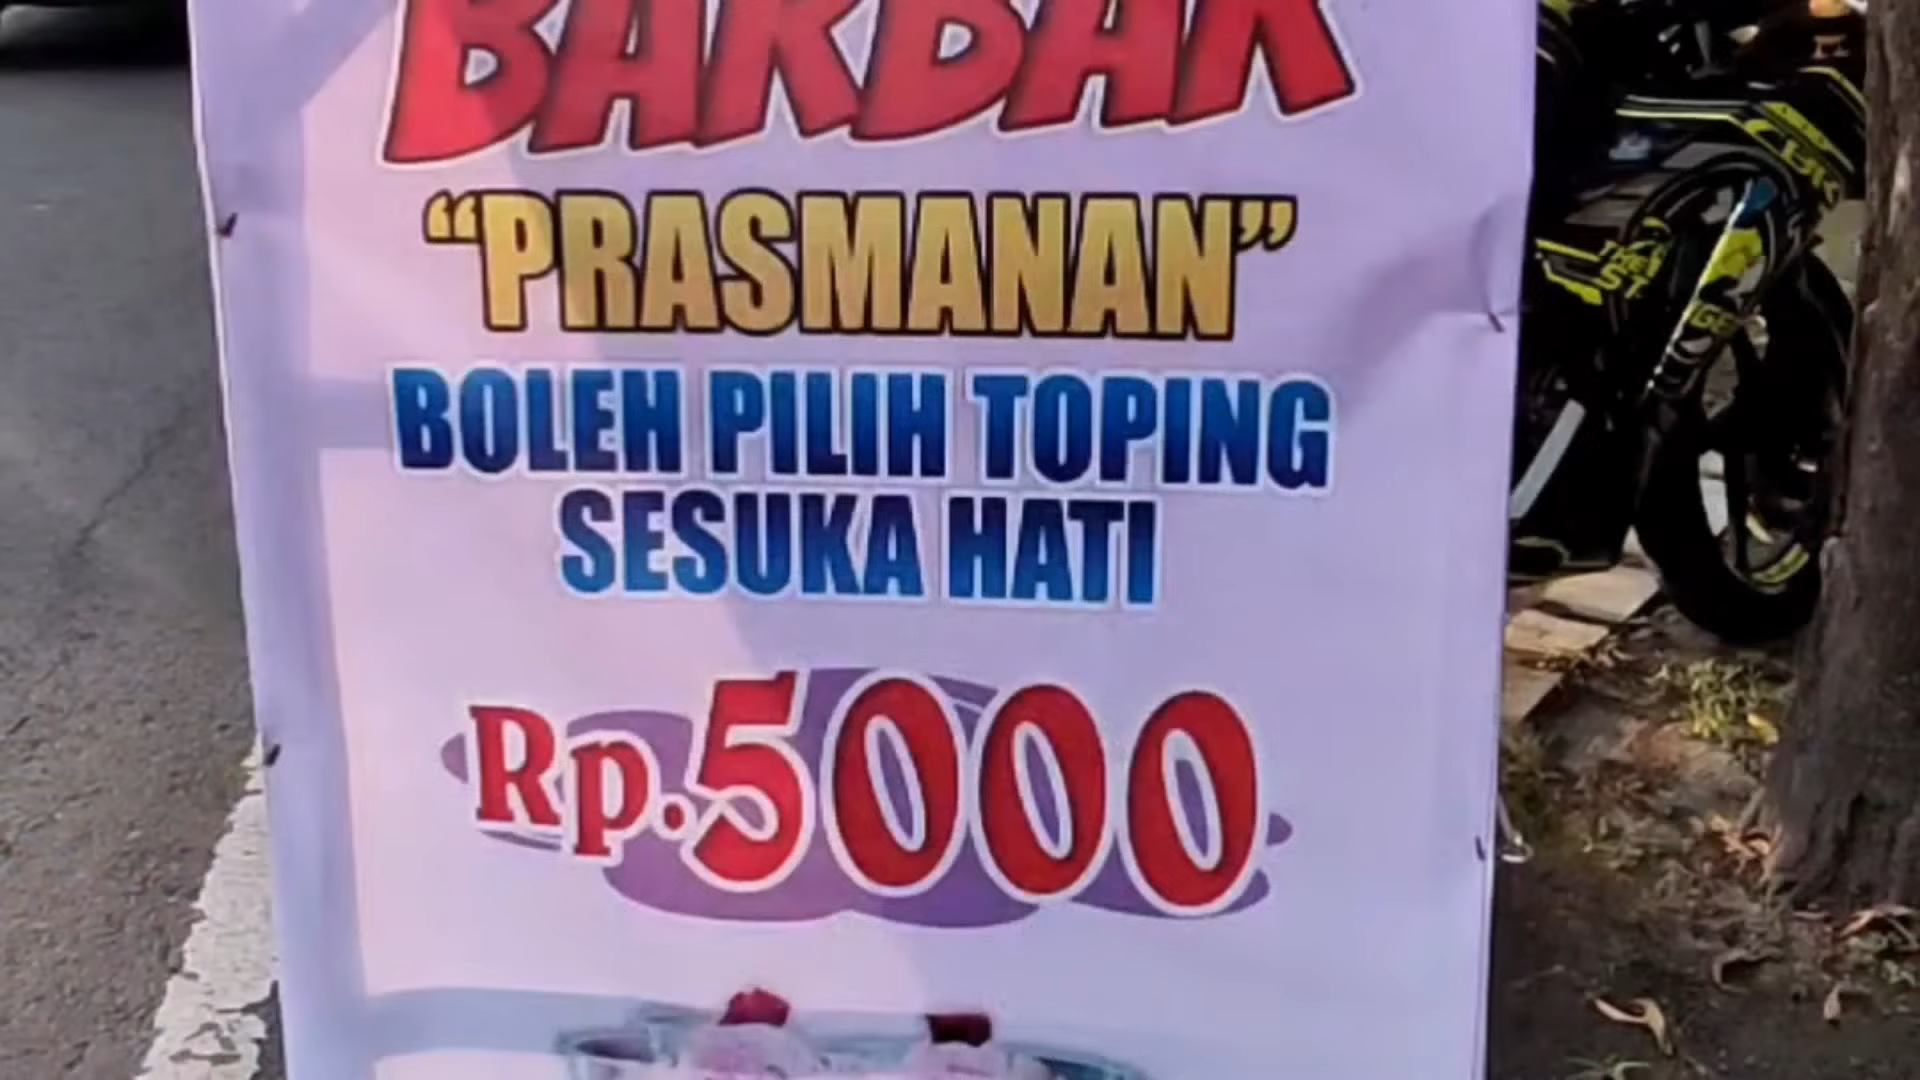 BARBAR
“PRASMANAN”
BOLEH PILIH TOPING
SESUKA HATI
Rp.5000